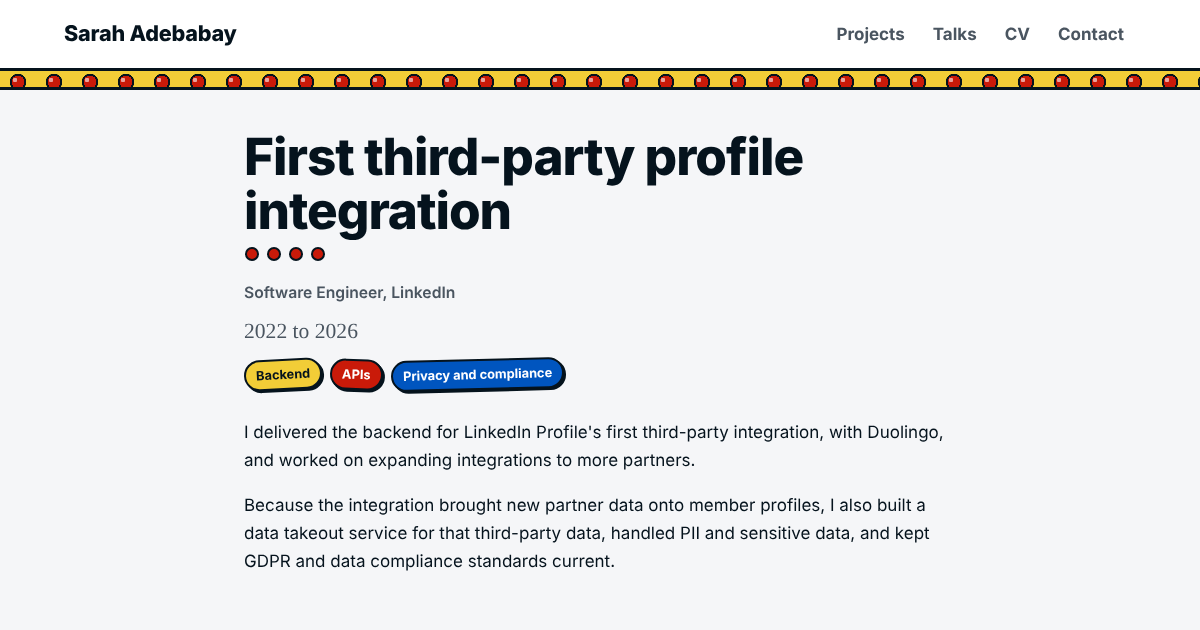 Sarah Adebabay
Projects Talks CV Contact
First third-party profile
integration
Software Engineer, LinkedIn
2022 to 2026
Backend APIs Privacy and compliance
I delivered the backend for LinkedIn Profile's first third-party integration, with Duolingo,
and worked on expanding integrations to more partners.
Because the integration brought new partner data onto member profiles, I also built a
data takeout service for that third-party data, handled PII and sensitive data, and kept
GDPR and data compliance standards current.